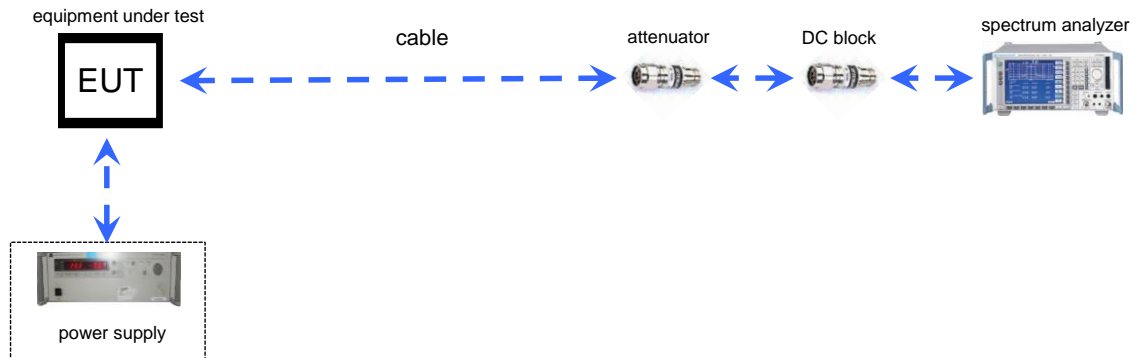 equipment under test
EUT
cable
attenuator
DC block
spectrum analyzer
power supply